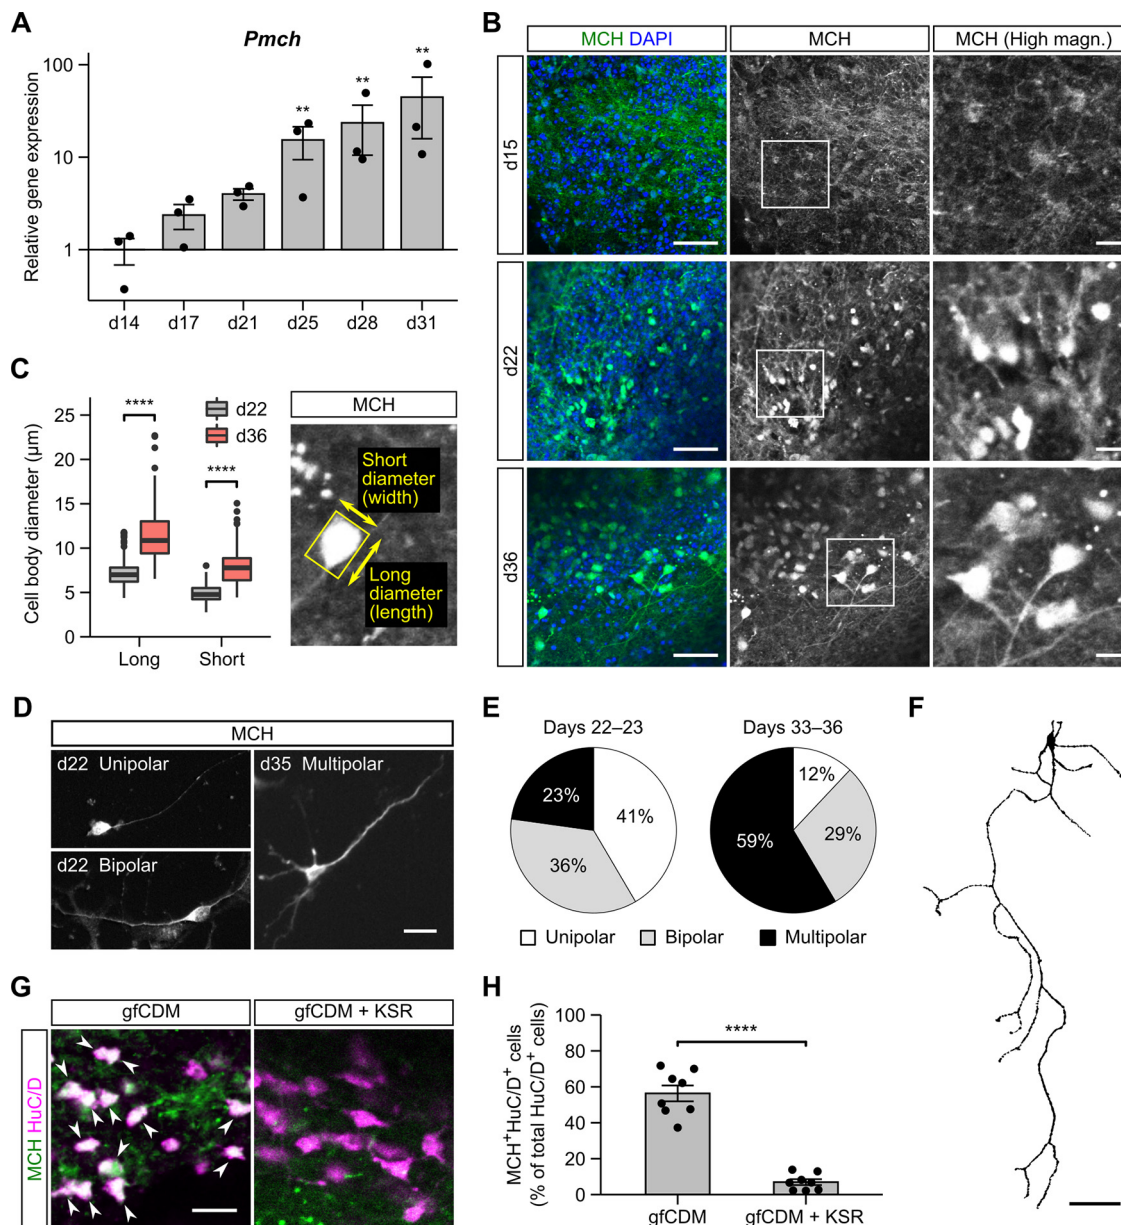 A
Pmch
Relative gene expression
100
10
1
** ** **
d14 d17 d21 d25 d28 d31
B
MCH DAPI
MCH
MCH (High magn.)
d15
d22
d36
C
Cell body diameter (μm)
25
20
15
10
5
0
****
****
d22
d36
Long
Short
MCH
Short
diameter
(width)
Long
diameter
(length)
D
MCH
d22 Unipolar
d35 Multipolar
d22 Bipolar
E
Days 22–23
Days 33–36
23%
41%
36%
12%
29%
59%
Unipolar
Bipolar
Multipolar
F
G
gfCDM
gfCDM + KSR
MCH HuC/D
H
MCH⁺HuC/D⁺ cells
(% of total HuC/D⁺ cells)
100
80
60
40
20
0
****
gfCDM
gfCDM + KSR